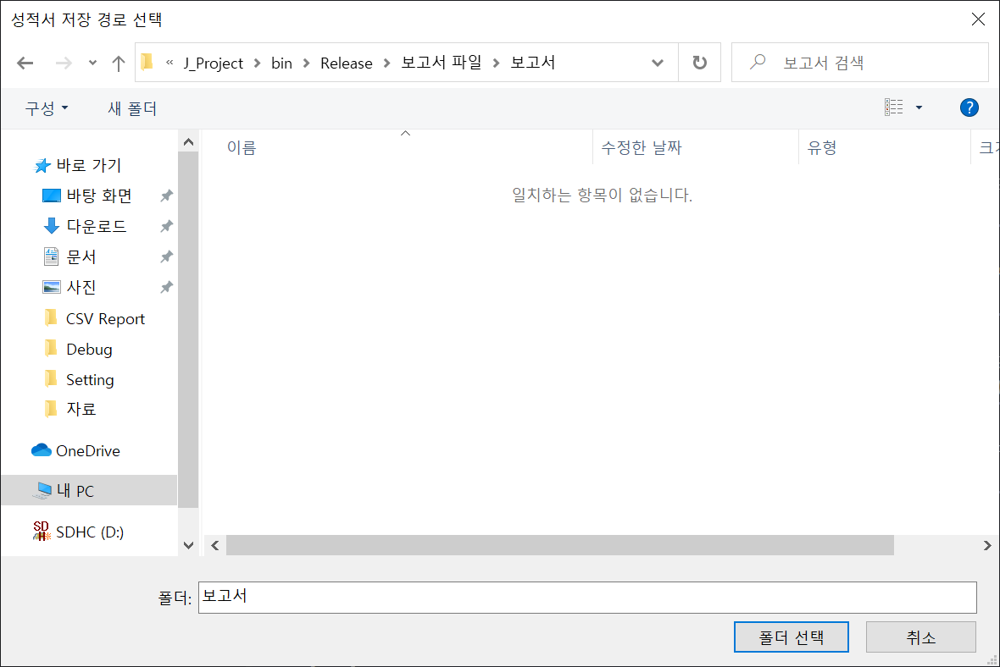 성적서 저장 경로 선택
« J_Project > bin > Release > 보고서 파일 > 보고서
보고서 검색
구성
새 폴더
이름
수정한 날짜
유형
일치하는 항목이 없습니다.
바로 가기
바탕 화면
다운로드
문서
사진
CSV Report
Debug
Setting
자료
OneDrive
내 PC
SDHC (D:)
폴더: 보고서
폴더 선택
취소